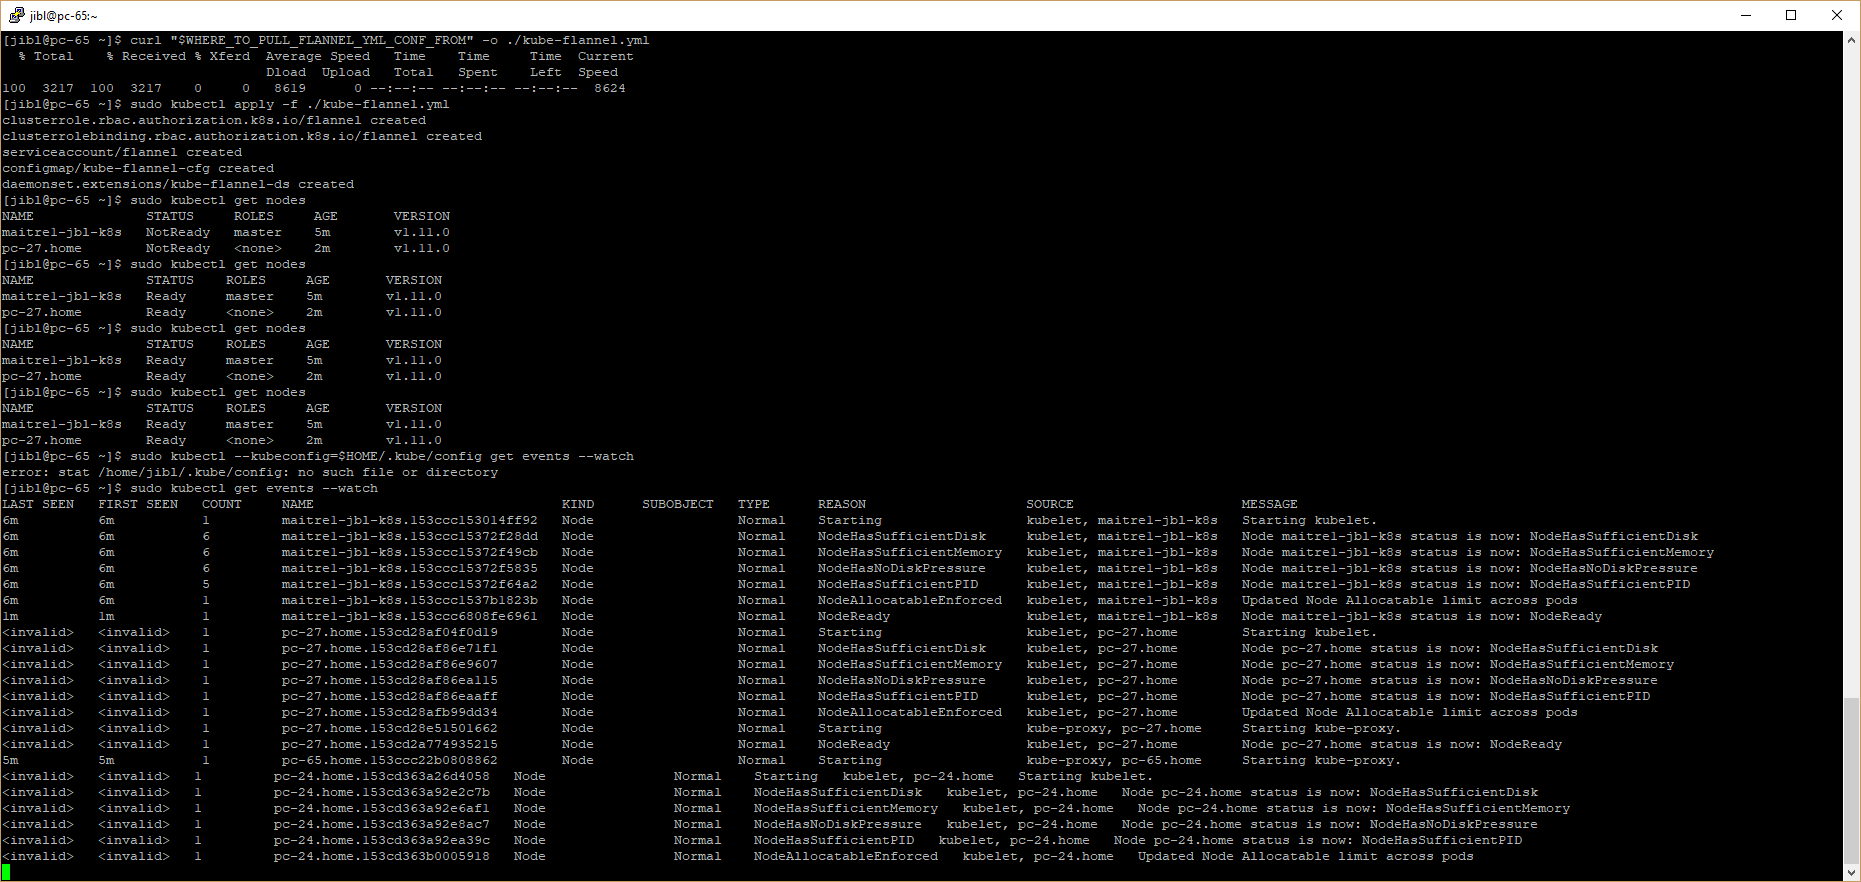 jibl@pc-65:~
[jibl@pc-65 ~]$ curl "$WHERE_TO_PULL_FLANNEL_YML_CONF_FROM" -o ./kube-flannel.yml
  % Total    % Received % Xferd  Average Speed   Time    Time     Time  Current
                                 Dload  Upload   Total   Spent    Left  Speed
100  3217  100  3217    0     0   8619      0 --:--:-- --:--:-- --:--:--  8624
[jibl@pc-65 ~]$ sudo kubectl apply -f ./kube-flannel.yml
clusterrole.rbac.authorization.k8s.io/flannel created
clusterrolebinding.rbac.authorization.k8s.io/flannel created
serviceaccount/flannel created
configmap/kube-flannel-cfg created
daemonset.extensions/kube-flannel-ds created
[jibl@pc-65 ~]$ sudo kubectl get nodes
NAME              STATUS     ROLES     AGE       VERSION
maitrel-jbl-k8s   NotReady   master    5m        v1.11.0
pc-27.home        NotReady   <none>    2m        v1.11.0
[jibl@pc-65 ~]$ sudo kubectl get nodes
NAME              STATUS    ROLES     AGE       VERSION
maitrel-jbl-k8s   Ready     master    5m        v1.11.0
pc-27.home        Ready     <none>    2m        v1.11.0
[jibl@pc-65 ~]$ sudo kubectl get nodes
NAME              STATUS    ROLES     AGE       VERSION
maitrel-jbl-k8s   Ready     master    5m        v1.11.0
pc-27.home        Ready     <none>    2m        v1.11.0
[jibl@pc-65 ~]$ sudo kubectl get nodes
NAME              STATUS    ROLES     AGE       VERSION
maitrel-jbl-k8s   Ready     master    5m        v1.11.0
pc-27.home        Ready     <none>    2m        v1.11.0
[jibl@pc-65 ~]$ sudo kubectl --kubeconfig=$HOME/.kube/config get events --watch
error: stat /home/jibl/.kube/config: no such file or directory
[jibl@pc-65 ~]$ sudo kubectl get events --watch
LAST SEEN   FIRST SEEN   COUNT     NAME                               KIND      SUBOBJECT   TYPE      REASON                    SOURCE                     MESSAGE
6m          6m           1         maitrel-jbl-k8s.153ccc153014ff92   Node                  Normal    Starting                  kubelet, maitrel-jbl-k8s   Starting kubelet.
6m          6m           6         maitrel-jbl-k8s.153ccc15372f28dd   Node                  Normal    NodeHasSufficientDisk     kubelet, maitrel-jbl-k8s   Node maitrel-jbl-k8s status is now: NodeHasSufficientDisk
6m          6m           6         maitrel-jbl-k8s.153ccc15372f49cb   Node                  Normal    NodeHasSufficientMemory   kubelet, maitrel-jbl-k8s   Node maitrel-jbl-k8s status is now: NodeHasSufficientMemory
6m          6m           6         maitrel-jbl-k8s.153ccc15372f5835   Node                  Normal    NodeHasNoDiskPressure     kubelet, maitrel-jbl-k8s   Node maitrel-jbl-k8s status is now: NodeHasNoDiskPressure
6m          6m           5         maitrel-jbl-k8s.153ccc15372f64a2   Node                  Normal    NodeHasSufficientPID      kubelet, maitrel-jbl-k8s   Node maitrel-jbl-k8s status is now: NodeHasSufficientPID
6m          6m           1         maitrel-jbl-k8s.153ccc1537b1823b   Node                  Normal    NodeAllocatableEnforced   kubelet, maitrel-jbl-k8s   Updated Node Allocatable limit across pods
1m          1m           1         maitrel-jbl-k8s.153ccc6808fe6961   Node                  Normal    NodeReady                 kubelet, maitrel-jbl-k8s   Node maitrel-jbl-k8s status is now: NodeReady
<invalid>   <invalid>    1         pc-27.home.153cd28af04f0d19        Node                  Normal    Starting                  kubelet, pc-27.home        Starting kubelet.
<invalid>   <invalid>    1         pc-27.home.153cd28af86e71f1        Node                  Normal    NodeHasSufficientDisk     kubelet, pc-27.home        Node pc-27.home status is now: NodeHasSufficientDisk
<invalid>   <invalid>    1         pc-27.home.153cd28af86e9607        Node                  Normal    NodeHasSufficientMemory   kubelet, pc-27.home        Node pc-27.home status is now: NodeHasSufficientMemory
<invalid>   <invalid>    1         pc-27.home.153cd28af86ea115        Node                  Normal    NodeHasNoDiskPressure     kubelet, pc-27.home        Node pc-27.home status is now: NodeHasNoDiskPressure
<invalid>   <invalid>    1         pc-27.home.153cd28af86eaaff        Node                  Normal    NodeHasSufficientPID      kubelet, pc-27.home        Node pc-27.home status is now: NodeHasSufficientPID
<invalid>   <invalid>    1         pc-27.home.153cd28afb99dd34        Node                  Normal    NodeAllocatableEnforced   kubelet, pc-27.home        Updated Node Allocatable limit across pods
<invalid>   <invalid>    1         pc-27.home.153cd28e51501662        Node                  Normal    Starting                  kube-proxy, pc-27.home     Starting kube-proxy.
<invalid>   <invalid>    1         pc-27.home.153cd2a774935215        Node                  Normal    NodeReady                 kubelet, pc-27.home        Node pc-27.home status is now: NodeReady
5m          5m           1         pc-65.home.153ccc22b0808862        Node                  Normal    Starting                  kube-proxy, pc-65.home     Starting kube-proxy.
<invalid>   <invalid>   1         pc-24.home.153cd363a26d4058   Node                Normal    Starting   kubelet, pc-24.home   Starting kubelet.
<invalid>   <invalid>   1         pc-24.home.153cd363a92e2c7b   Node                Normal    NodeHasSufficientDisk   kubelet, pc-24.home   Node pc-24.home status is now: NodeHasSufficientDisk
<invalid>   <invalid>   1         pc-24.home.153cd363a92e6af1   Node                Normal    NodeHasSufficientMemory   kubelet, pc-24.home   Node pc-24.home status is now: NodeHasSufficientMemory
<invalid>   <invalid>   1         pc-24.home.153cd363a92e8ac7   Node                Normal    NodeHasNoDiskPressure   kubelet, pc-24.home   Node pc-24.home status is now: NodeHasNoDiskPressure
<invalid>   <invalid>   1         pc-24.home.153cd363a92ea39c   Node                Normal    NodeHasSufficientPID   kubelet, pc-24.home   Node pc-24.home status is now: NodeHasSufficientPID
<invalid>   <invalid>   1         pc-24.home.153cd363b0005918   Node                Normal    NodeAllocatableEnforced   kubelet, pc-24.home   Updated Node Allocatable limit across pods